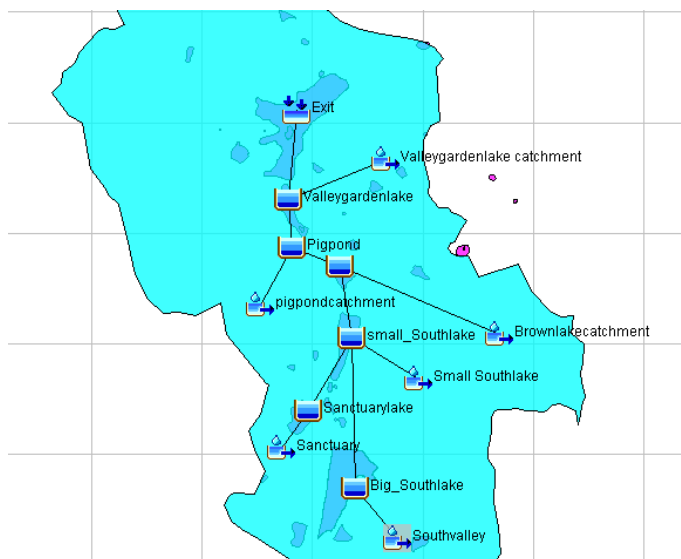 Exit
Valleygardenlake catchment
Valleygardenlake
Pigpond
pigpondcatchment
Brownlakecatchment
small_Southlake
Small Southlake
Sanctuarylake
Sanctuary
Big_Southlake
Southvalley